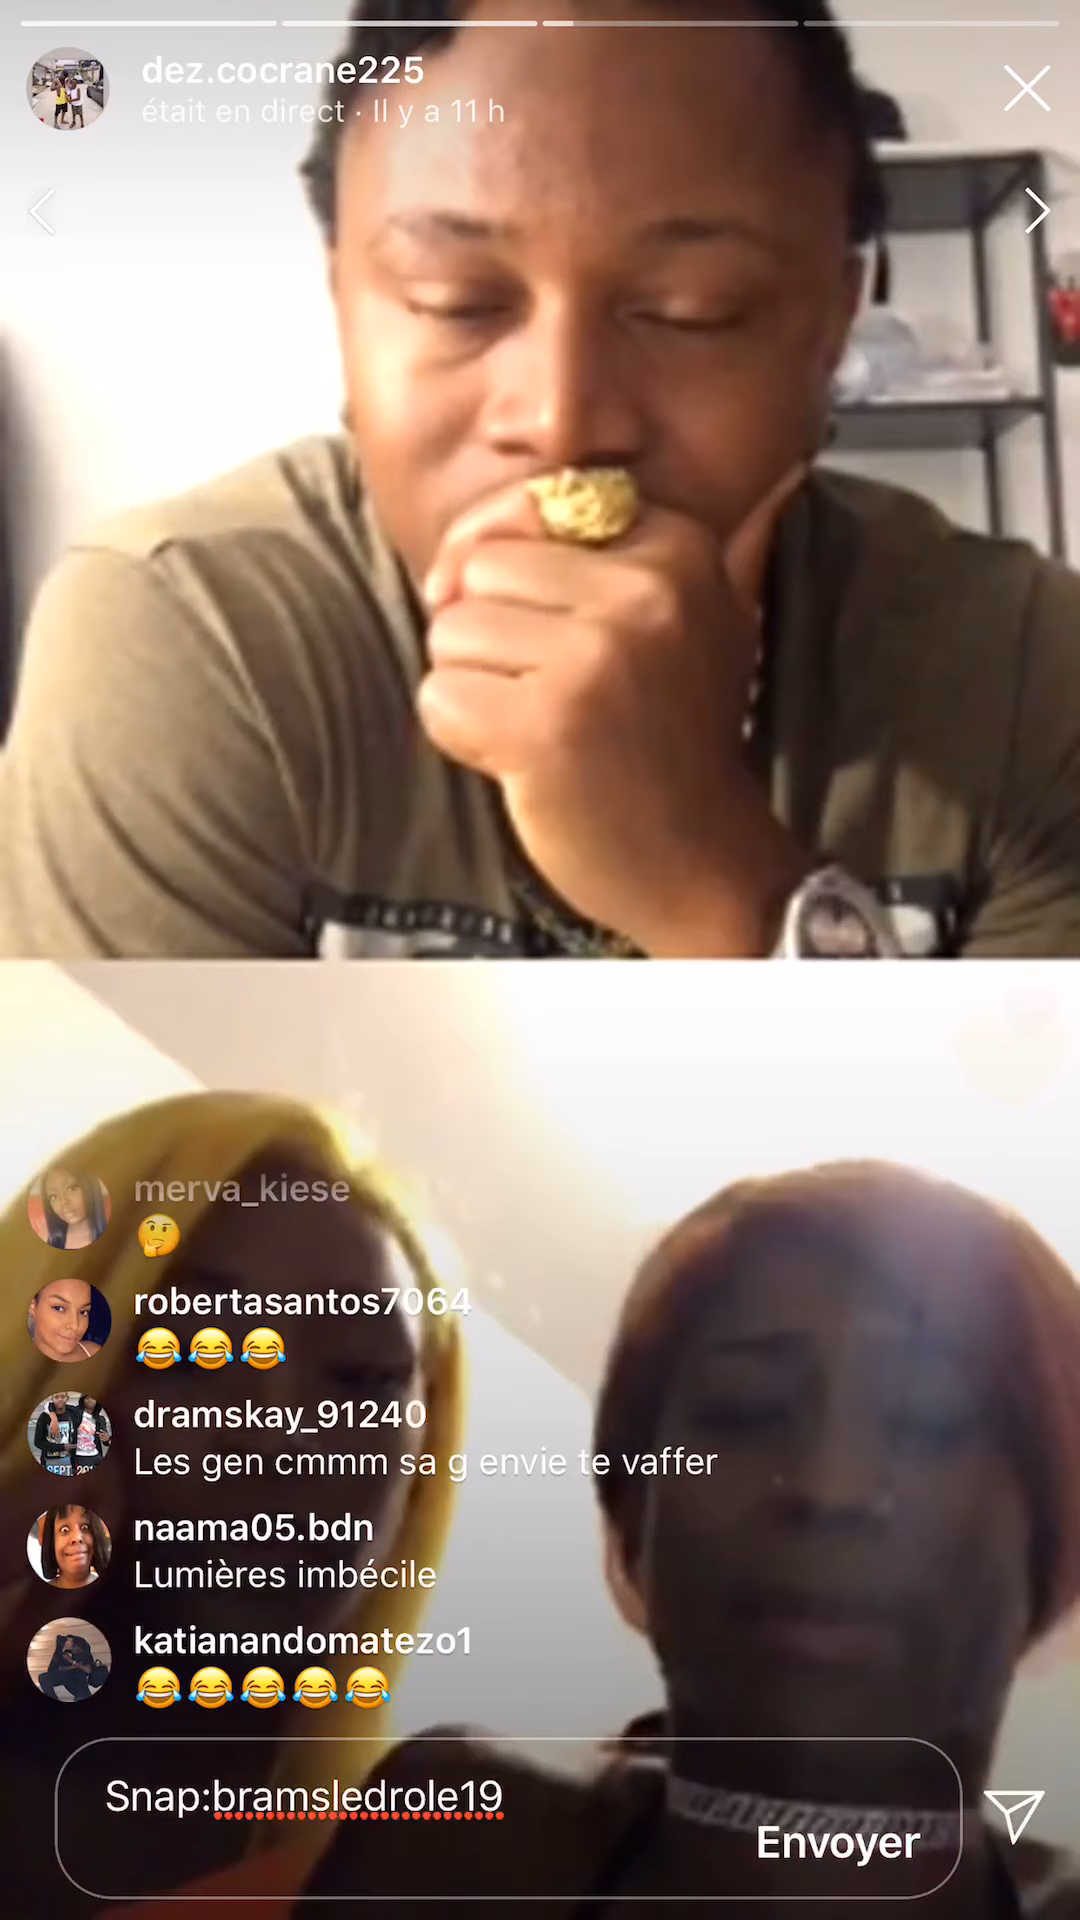 dez.cocrane225
était en direct · Il y a 11 h
merva_kiese
🤔
robertasantos7064
😂😂😂
dramskay_91240
Les gen cmmm sa g envie te vaffer
naama05.bdn
Lumières imbécile
katianandomatezo1
😂😂😂😂😂
Snap:bramsledrole19
Envoyer